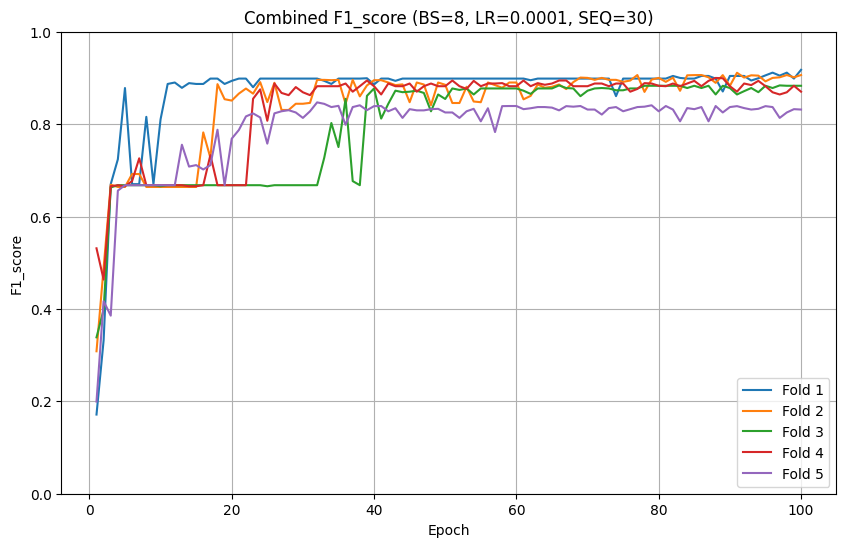 Combined F1_score (BS=8, LR=0.0001, SEQ=30)
F1_score
1.0
0.8
0.6
0.4
0.2
0.0
0 20 40 60 80 100
Epoch
Fold 1
Fold 2
Fold 3
Fold 4
Fold 5